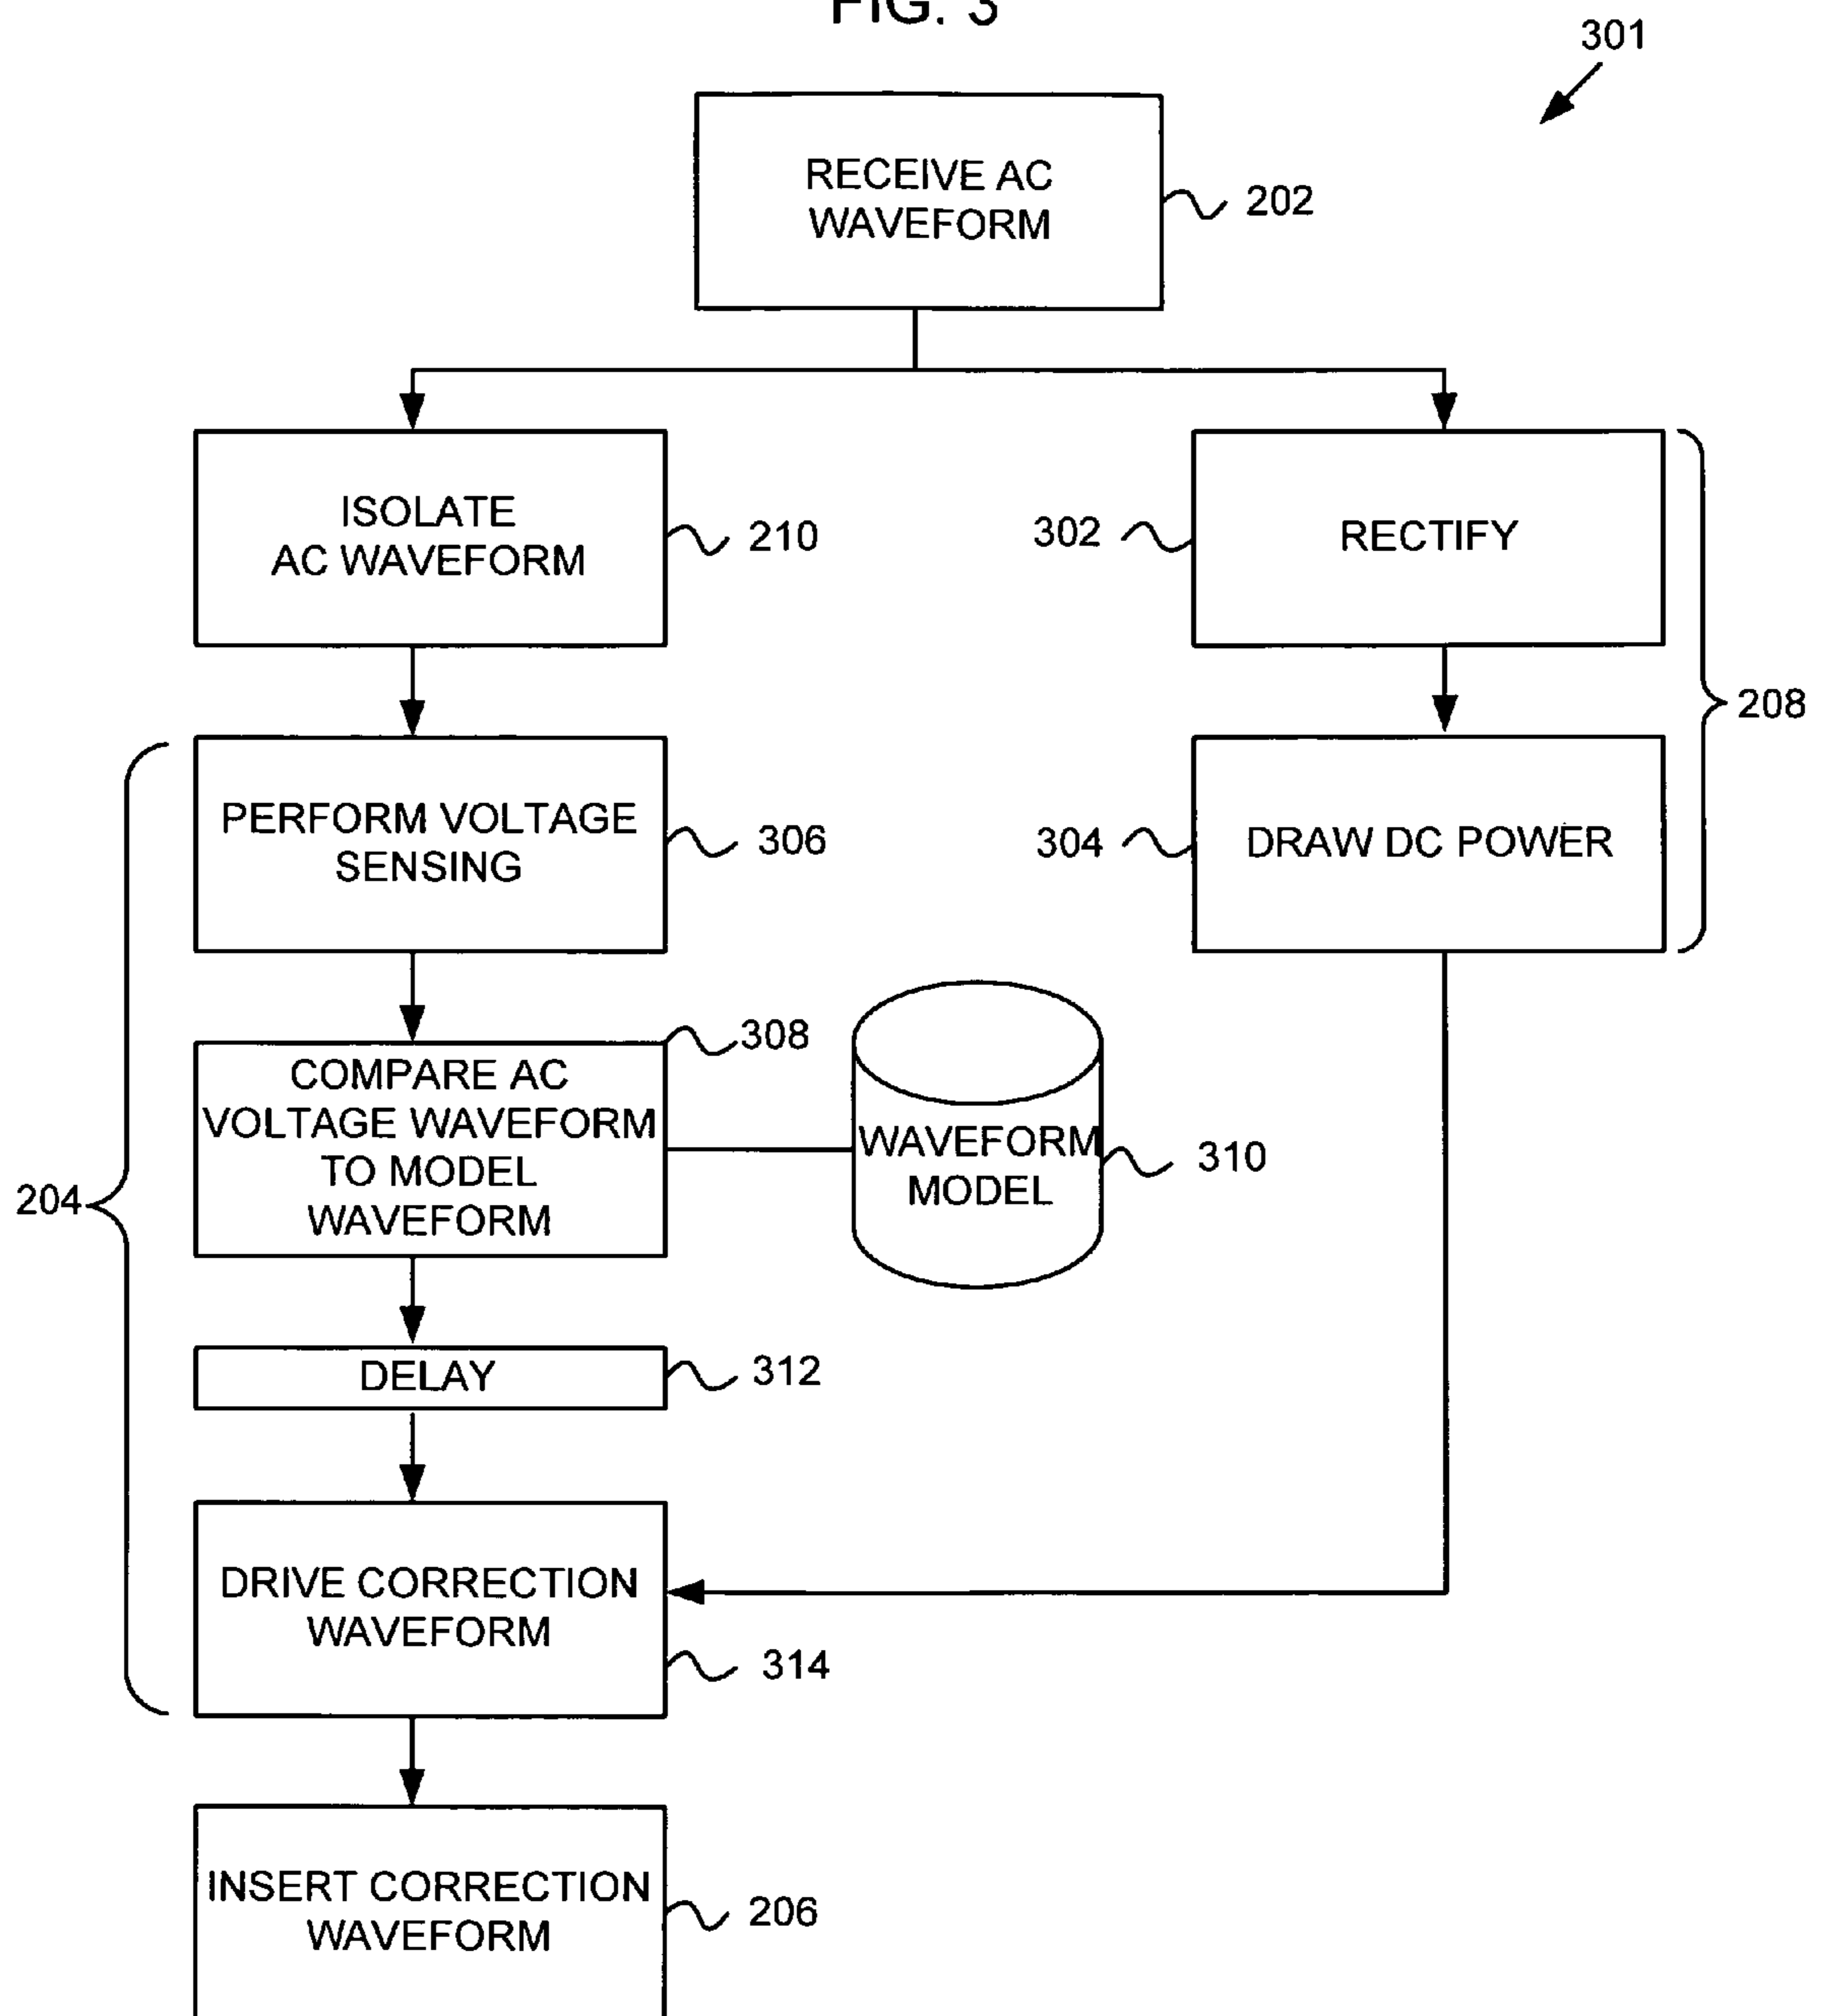 FIG. 3
301
RECEIVE AC
WAVEFORM
202
ISOLATE
AC WAVEFORM
210
302
RECTIFY
208
PERFORM VOLTAGE
SENSING
306
304
DRAW DC POWER
308
COMPARE AC
VOLTAGE WAVEFORM
TO MODEL
WAVEFORM
WAVEFORM
MODEL
310
204
DELAY
312
DRIVE CORRECTION
WAVEFORM
314
INSERT CORRECTION
WAVEFORM
206